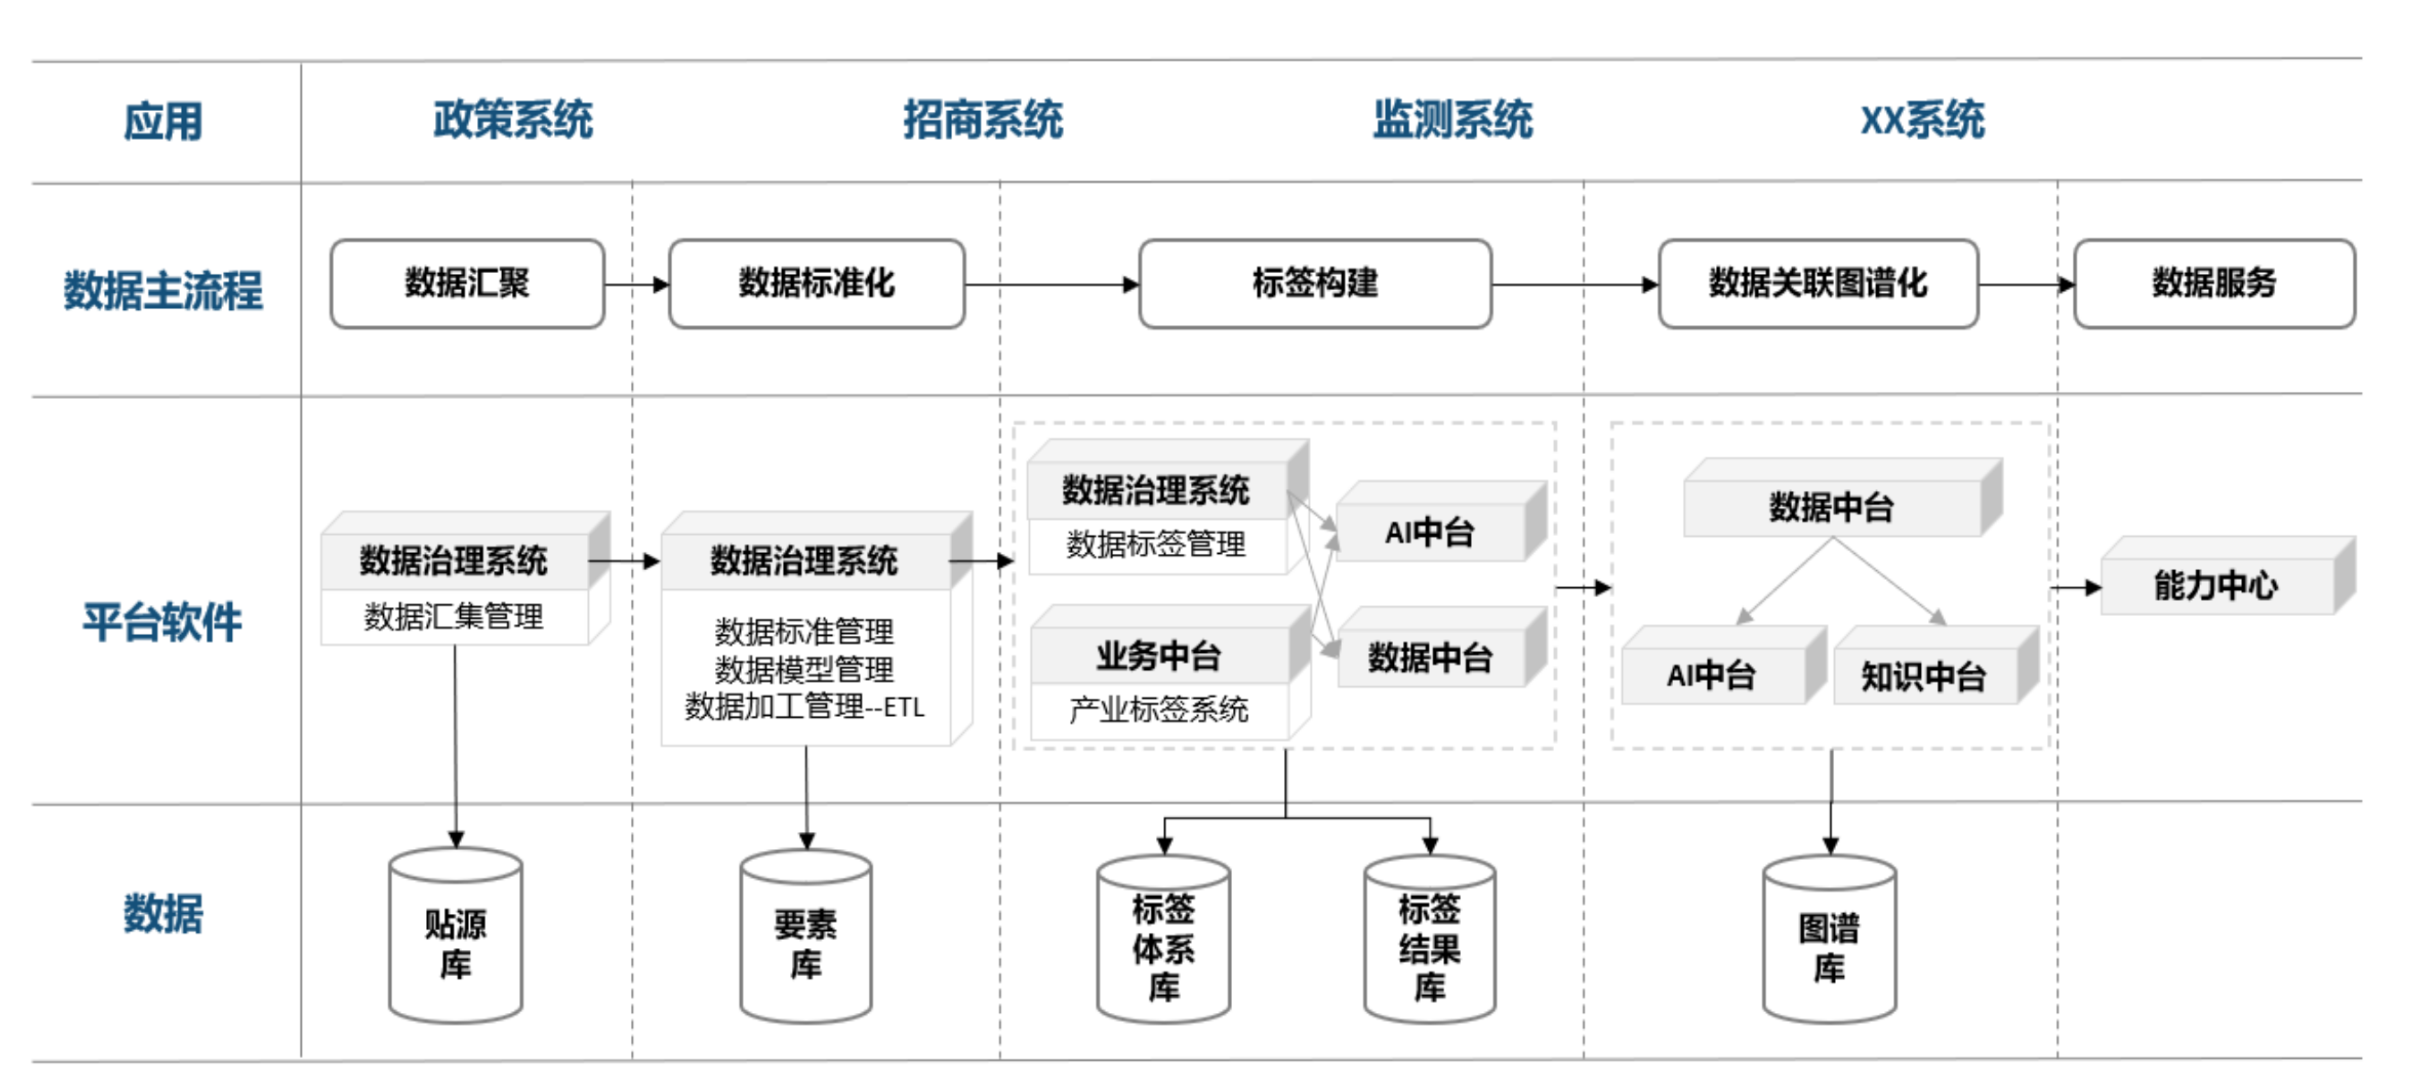 应用
政策系统
招商系统
监测系统
XX系统
数据主流程
数据汇聚
数据标准化
标签构建
数据关联图谱化
数据服务
平台软件
数据治理系统
数据汇集管理
数据治理系统
数据标准管理
数据模型管理
数据加工管理--ETL
数据治理系统
数据标签管理
业务中台
产业标签系统
AI中台
数据中台
数据中台
AI中台
知识中台
能力中心
数据
贴源
库
要素
库
标签
体系
库
标签
结果
库
图谱
库